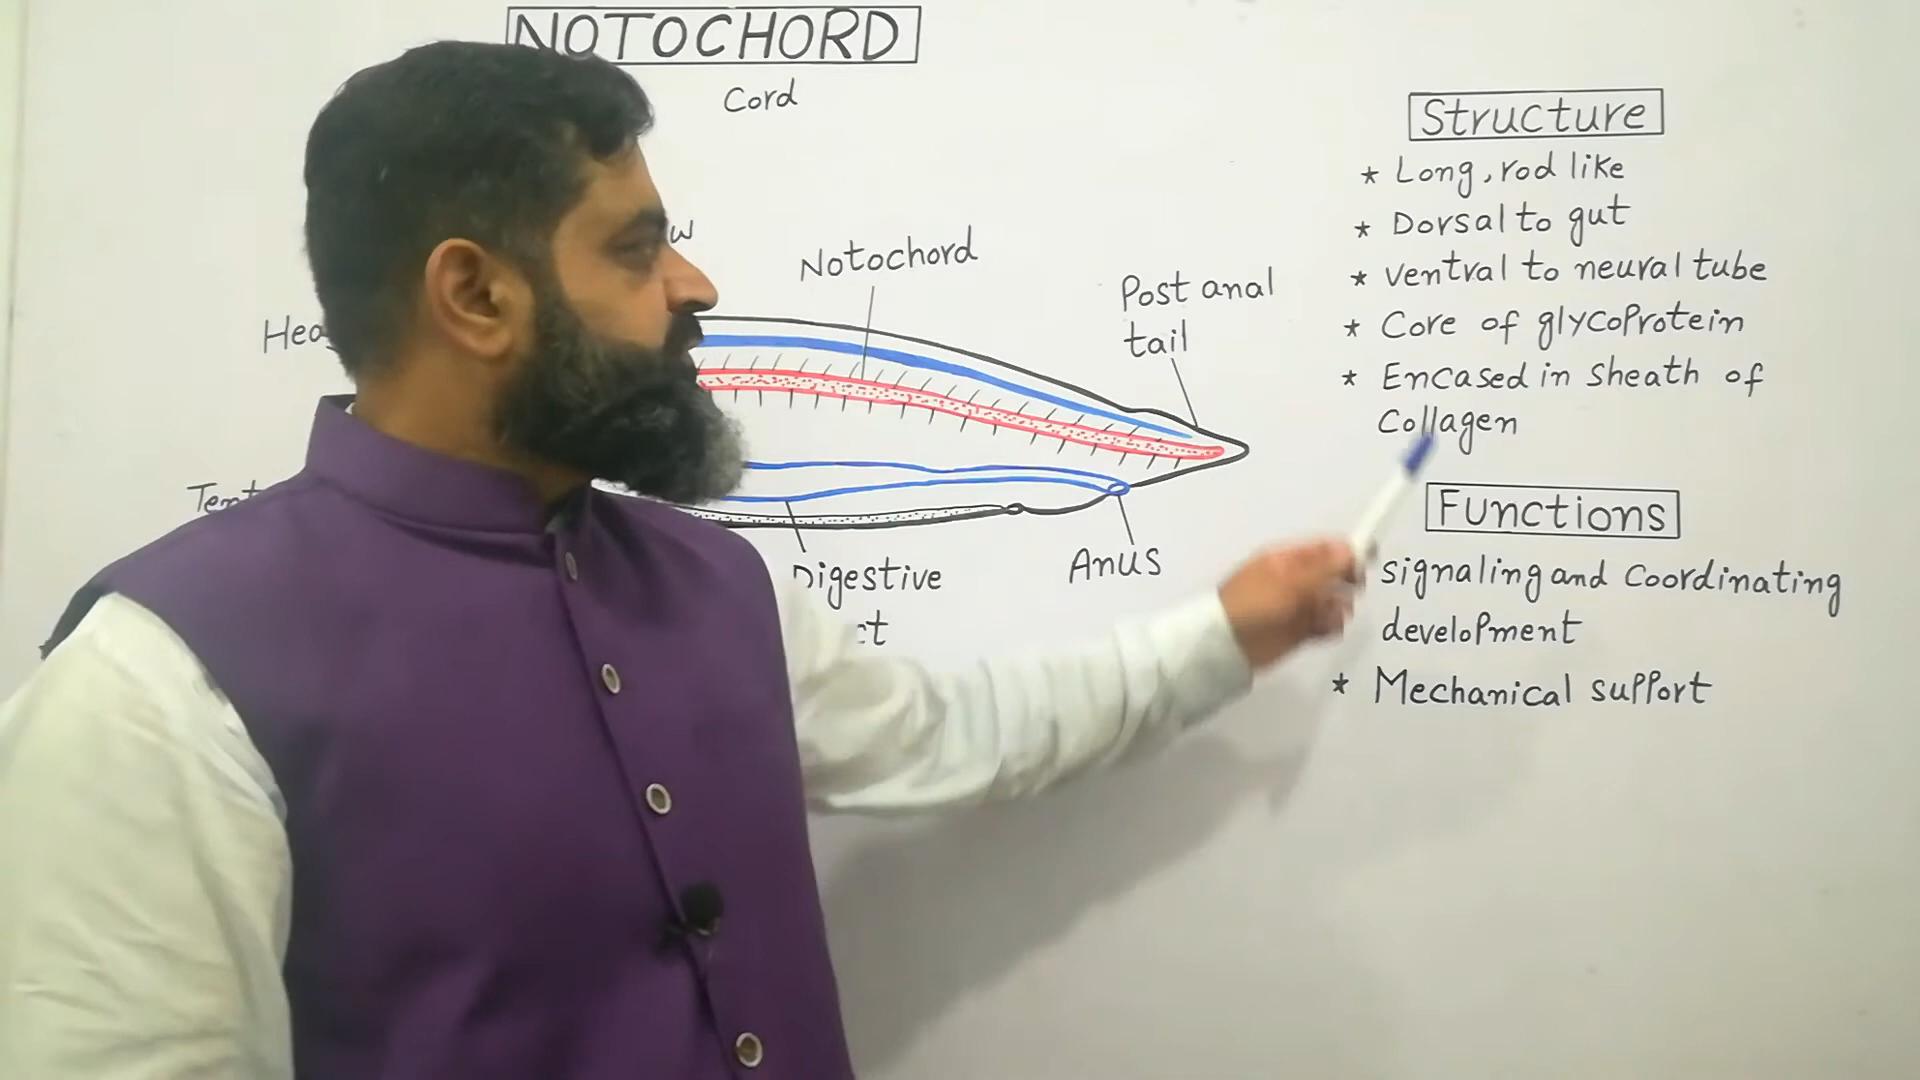 NOTOCHORD
Cord
Notochord
Post anal
tail
Digestive
Anus
Structure
* Long, rod like
* Dorsal to gut
* ventral to neural tube
* Core of glycoprotein
* Encased in sheath of
Collagen
Functions
signaling and Coordinating
development
* Mechanical support